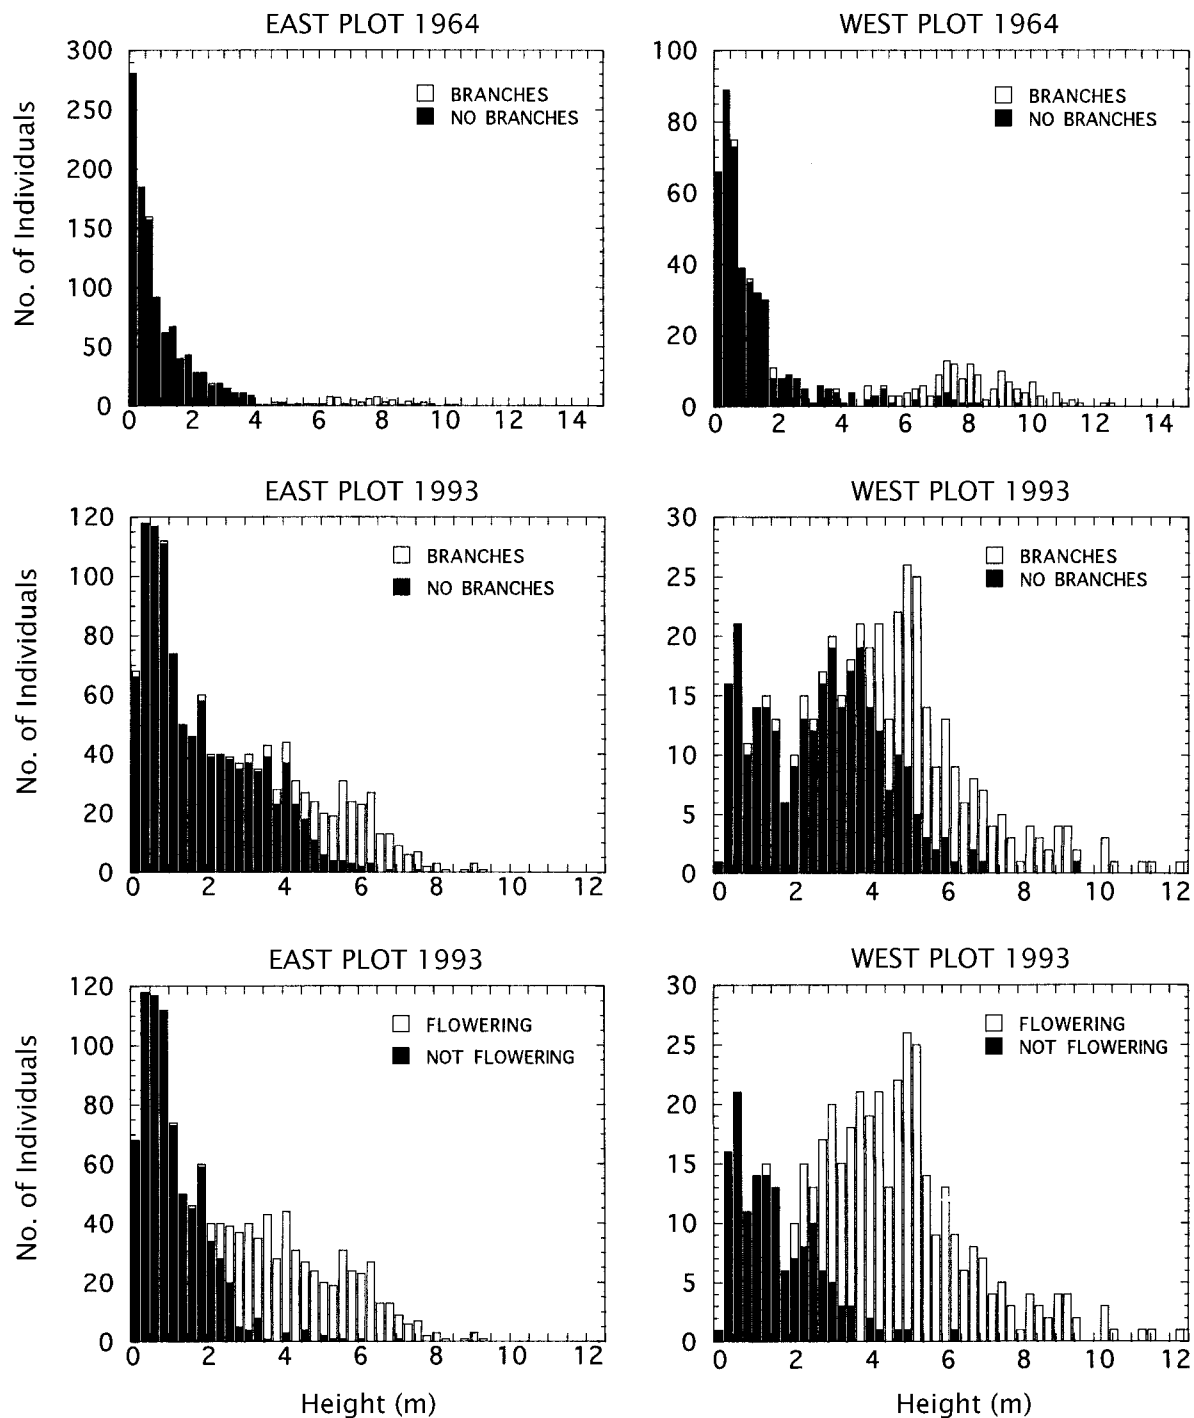 EAST PLOT 1964
300
250
200
150
100
50
0
No. of Individuals
BRANCHES
NO BRANCHES
0 2 4 6 8 10 12 14
WEST PLOT 1964
100
80
60
40
20
0
BRANCHES
NO BRANCHES
0 2 4 6 8 10 12 14
EAST PLOT 1993
120
100
80
60
40
20
0
No. of Individuals
BRANCHES
NO BRANCHES
0 2 4 6 8 10 12
WEST PLOT 1993
30
25
20
15
10
5
0
BRANCHES
NO BRANCHES
0 2 4 6 8 10 12
EAST PLOT 1993
120
100
80
60
40
20
0
No. of Individuals
FLOWERING
NOT FLOWERING
0 2 4 6 8 10 12
Height (m)
WEST PLOT 1993
30
25
20
15
10
5
0
FLOWERING
NOT FLOWERING
0 2 4 6 8 10 12
Height (m)